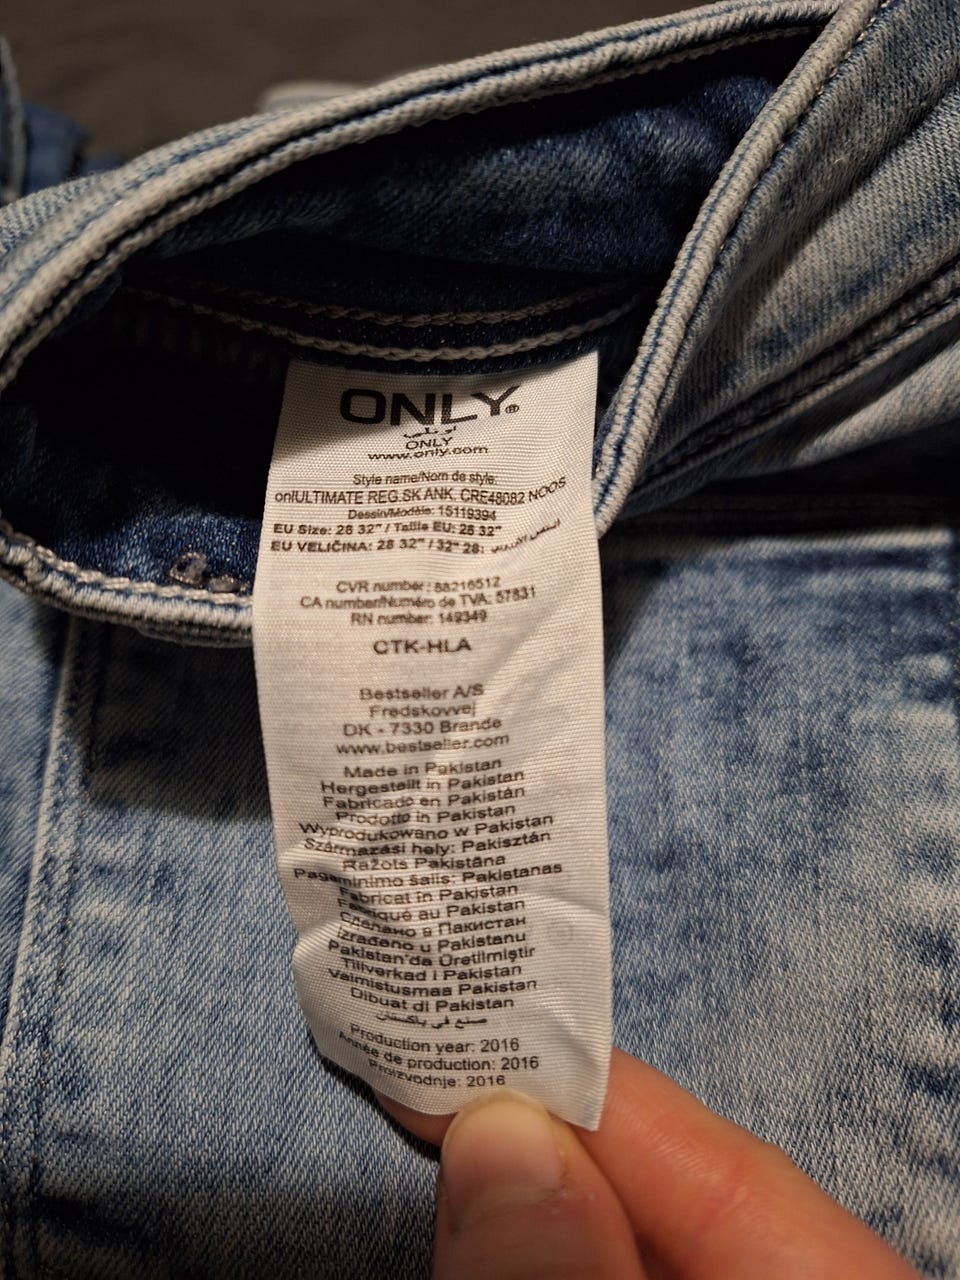 ONLY®
اونلي
ONLY
www.only.com
Style name/Nom de style:
onlULTIMATE REG.SK ANK. CRE48082 NOOS
Dessin/Modèle: 15119394
EU Size: 28 32" / Taille EU: 28 32"
EU VELIČINA: 28 32" / 32" 28:
CVR number: 88216512
CA number/Numéro de TVA: 57831
RN number: 149349
CTK-HLA
Bestseller A/S
Fredskovvej
DK - 7330 Brande
www.bestseller.com
Made in Pakistan
Hergestellt in Pakistan
Fabricado en Pakistán
Prodotto in Pakistan
Wyprodukowano w Pakistan
Származási hely: Pakisztán
Ražots Pakistāna
Pagaminimo šalis: Pakistanas
Fabricat in Pakistan
Fabriqué au Pakistan
Сделано в Пакистан
Izrađeno u Pakistanu
Pakistan'da Üretilmiştir
Tillverkad i Pakistan
Valmistusmaa Pakistan
Dibuat di Pakistan
صنع في باكستان
Production year: 2016
Année de production: 2016
Proizvodnje: 2016